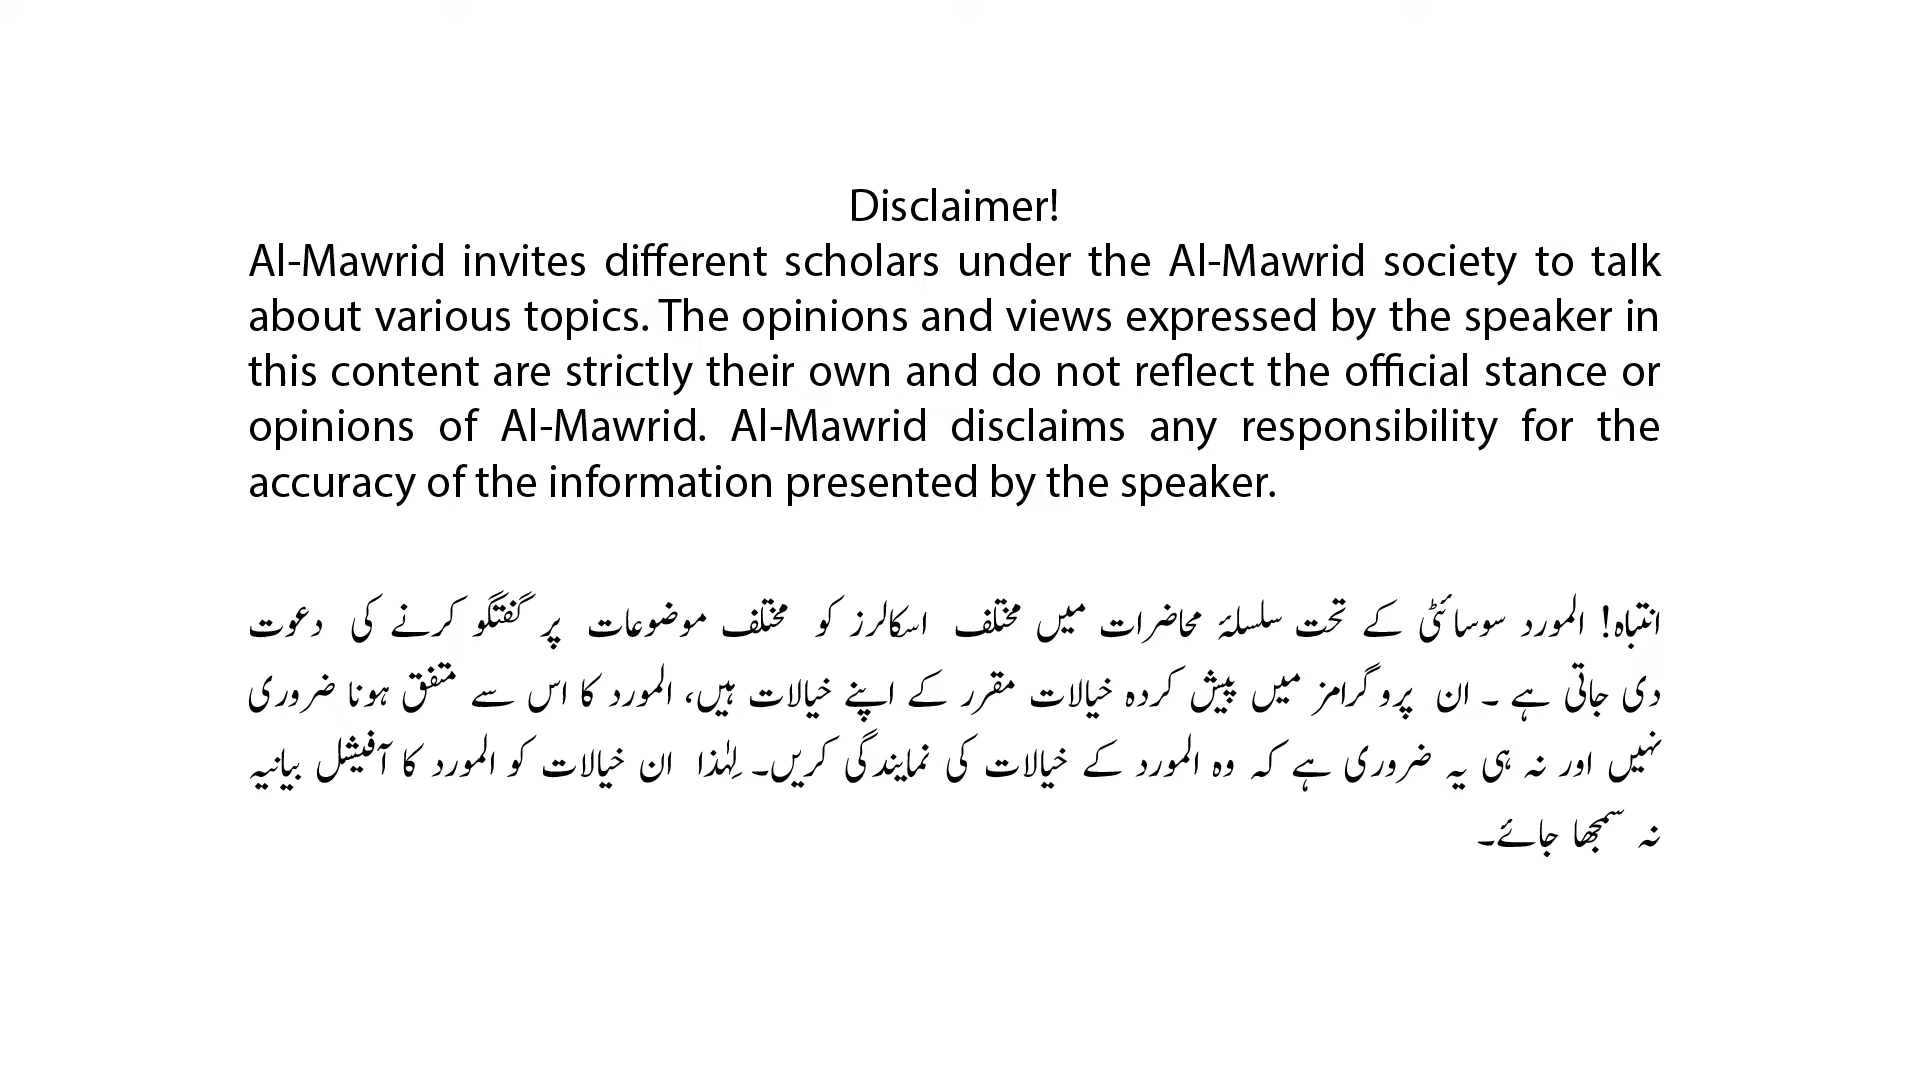 Disclaimer!
Al-Mawrid invites different scholars under the Al-Mawrid society to talk
about various topics. The opinions and views expressed by the speaker in
this content are strictly their own and do not reflect the official stance or
opinions of Al-Mawrid. Al-Mawrid disclaims any responsibility for the
accuracy of the information presented by the speaker.
انتباہ! المورد سوسائٹی کے تحت سلسلۂ محاضرات میں مختلف اسکالرز کو مختلف موضوعات پر گفتگو کرنے کی دعوت
دی جاتی ہے ۔ ان پروگرامز میں پیش کردہ خیالات مقرر کے اپنے خیالات ہیں، المورد کا اس سے متفق ہونا ضروری
نہیں اور نہ ہی یہ ضروری ہے کہ وہ المورد کے خیالات کی نمایندگی کریں۔ لہٰذا ان خیالات کو المورد کا آفیشل بیانیہ
نہ سمجھا جائے۔